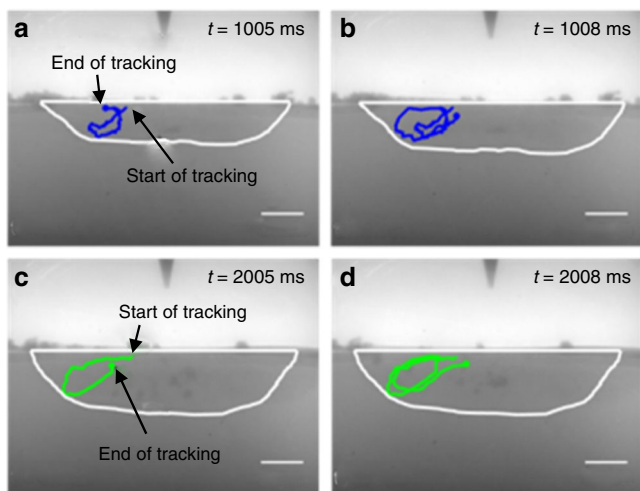 a
t = 1005 ms
End of tracking
Start of tracking
b
t = 1008 ms
c
t = 2005 ms
Start of tracking
End of tracking
d
t = 2008 ms